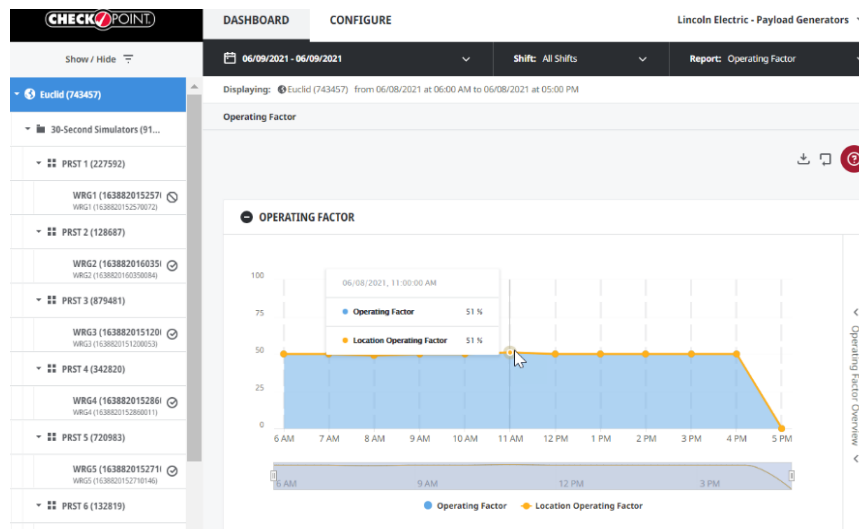 CHECK POINT.
DASHBOARD
CONFIGURE
Lincoln Electric - Payload Generators
Show / Hide
06/09/2021 - 06/09/2021
Shift: All Shifts
Report: Operating Factor
Euclid (743457)
Displaying: Euclid (743457) from 06/08/2021 at 06:00 AM to 06/08/2021 at 05:00 PM
Operating Factor
30-Second Simulators (91...
PRST 1 (227592)
WRG1 (163882015257
WRG1 (1638820152570072)
PRST 2 (128687)
WRG2 (163882016035
WRG2 (1638820160350084)
PRST 3 (879481)
WRG3 (163882015120
WRG3 (1638820151200053)
PRST 4 (342820)
WRG4 (163882015286
WRG4 (1638820152860011)
PRST 5 (720983)
WRG5 (163882015271
WRG5 (1638820152710146)
PRST 6 (132819)
OPERATING FACTOR
06/08/2021, 11:00:00 AM
Operating Factor 51 %
Location Operating Factor 51 %
100
75
50
25
0
6 AM 7 AM 8 AM 9 AM 10 AM 11 AM 12 PM 1 PM 2 PM 3 PM 4 PM 5 PM
6 AM 9 AM 12 PM 3 PM
Operating Factor Location Operating Factor
Operating Factor Overview